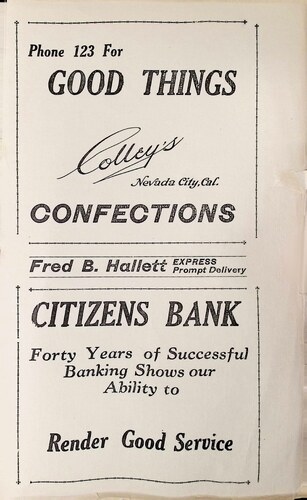 Phone 123 For
GOOD THINGS
Colley's
Nevada City, Cal.
CONFECTIONS
Fred B. Hallett EXPRESS
Prompt Delivery
CITIZENS BANK
Forty Years of Successful
Banking Shows our
Ability to
Render Good Service